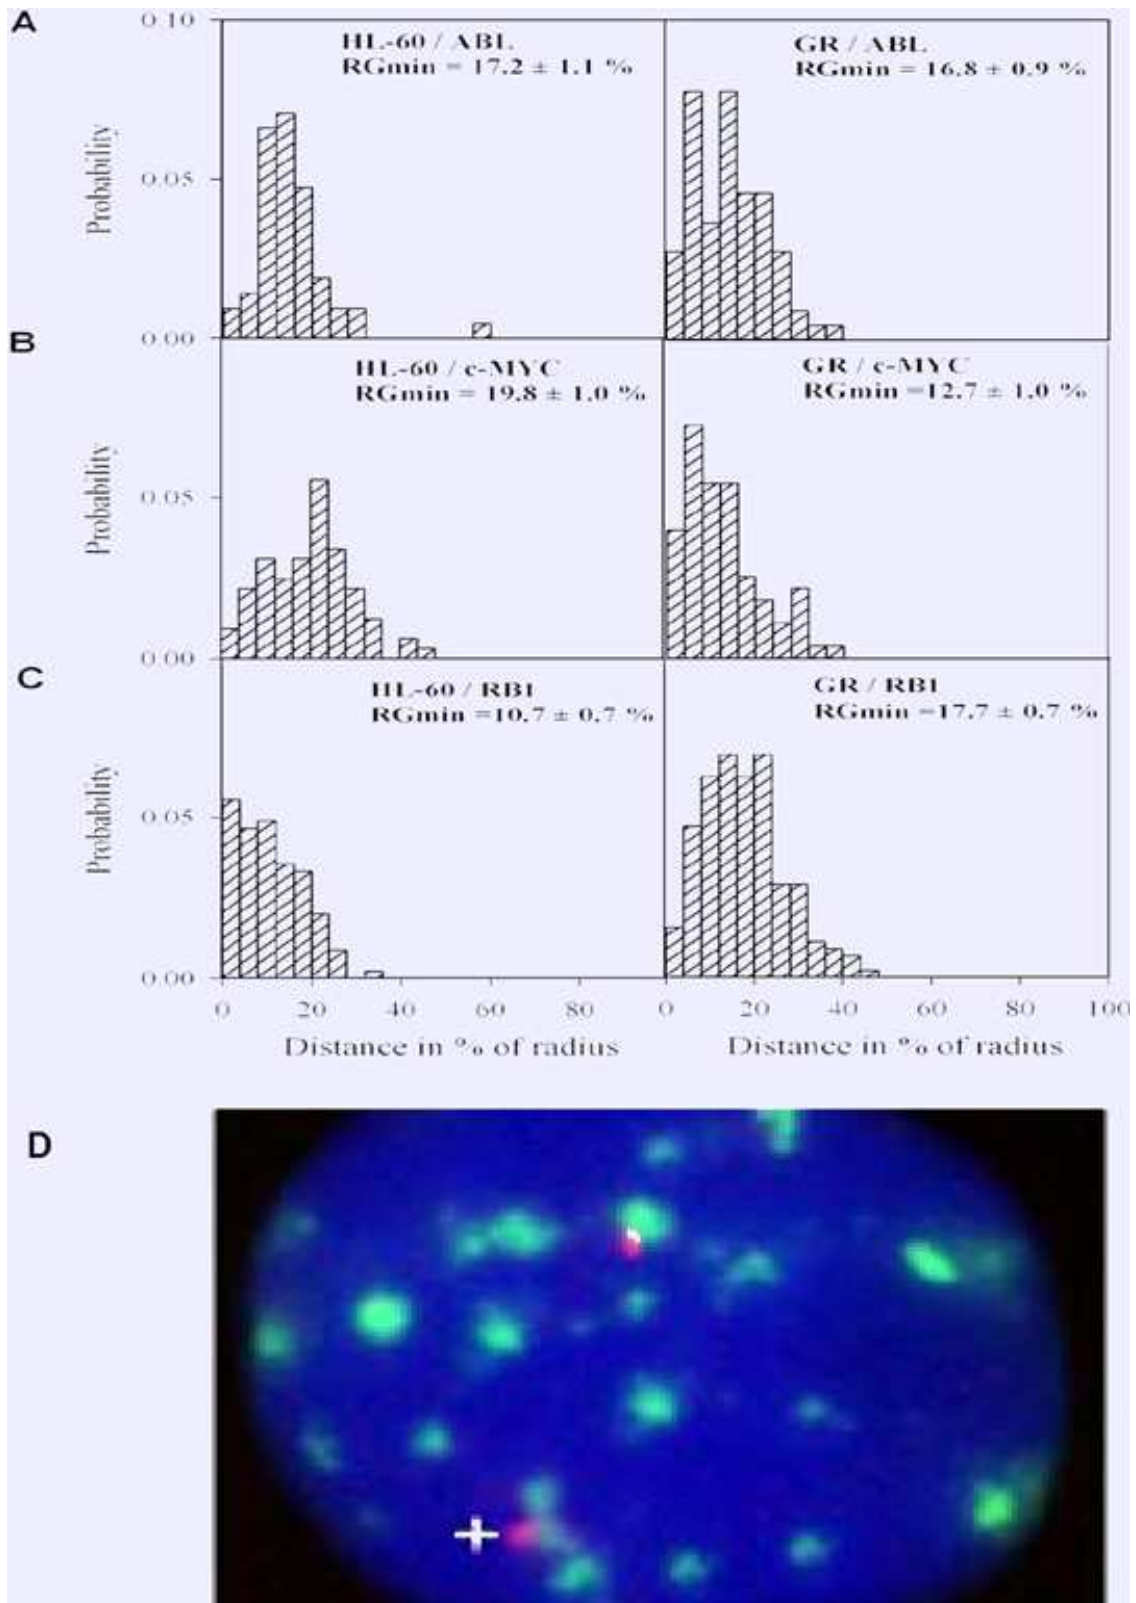 A
0.10
HL-60 / ABL
RGmin = 17.2 ± 1.1 %
GR / ABL
RGmin = 16.8 ± 0.9 %
Probability
0.05
0.00
B
HL-60 / c-MYC
RGmin = 19.8 ± 1.0 %
GR / c-MYC
RGmin =12.7 ± 1.0 %
Probability
0.05
0.00
C
HL-60 / RB1
RGmin =10.7 ± 0.7 %
GR / RB1
RGmin =17.7 ± 0.7 %
Probability
0.05
0.00
0 20 40 60 80 0 20 40 60 80 100
Distance in % of radius Distance in % of radius
D